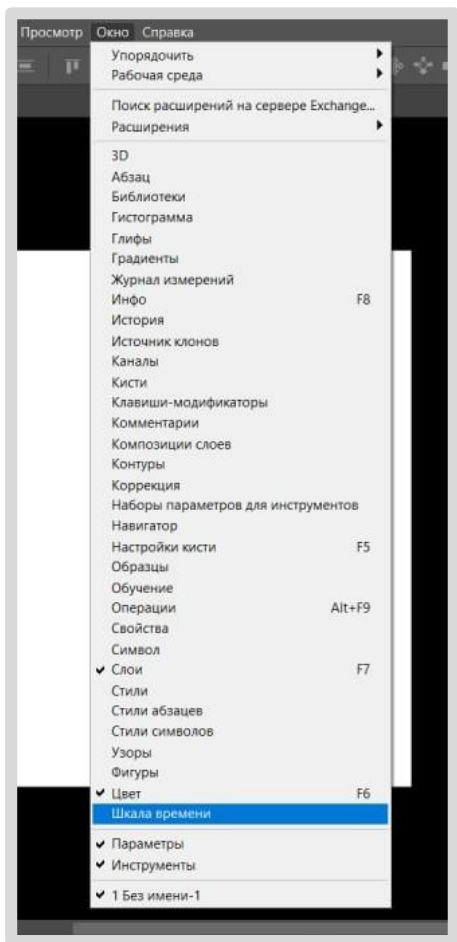 Просмотр Окно Справка
Упорядочить
Рабочая среда
Поиск расширений на сервере Exchange...
Расширения
3D
Абзац
Библиотеки
Гистограмма
Глифы
Градиенты
Журнал измерений
Инфо F8
История
Источник клонов
Каналы
Кисти
Клавиши-модификаторы
Комментарии
Композиции слоев
Контуры
Коррекция
Наборы параметров для инструментов
Навигатор
Настройки кисти F5
Образцы
Обучение
Операции Alt+F9
Свойства
Символ
Слои F7
Стили
Стили абзацев
Стили символов
Узоры
Фигуры
Цвет F6
Шкала времени
Параметры
Инструменты
1 Без имени-1